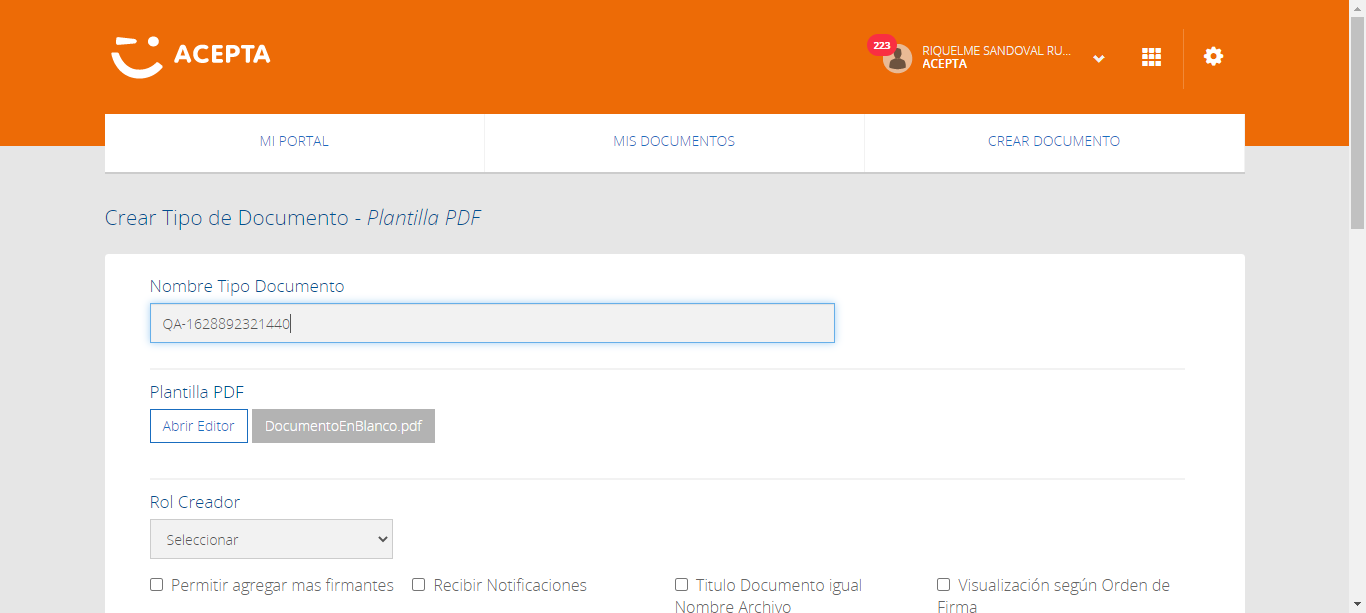 ACEPTA
223
RIQUELME SANDOVAL RU...
ACEPTA
MI PORTAL
MIS DOCUMENTOS
CREAR DOCUMENTO
Crear Tipo de Documento - Plantilla PDF
Nombre Tipo Documento
QA-1628892321440
Plantilla PDF
Abrir Editor
DocumentoEnBlanco.pdf
Rol Creador
Seleccionar
Permitir agregar mas firmantes
Recibir Notificaciones
Titulo Documento igual
Nombre Archivo
Visualización según Orden de
Firma